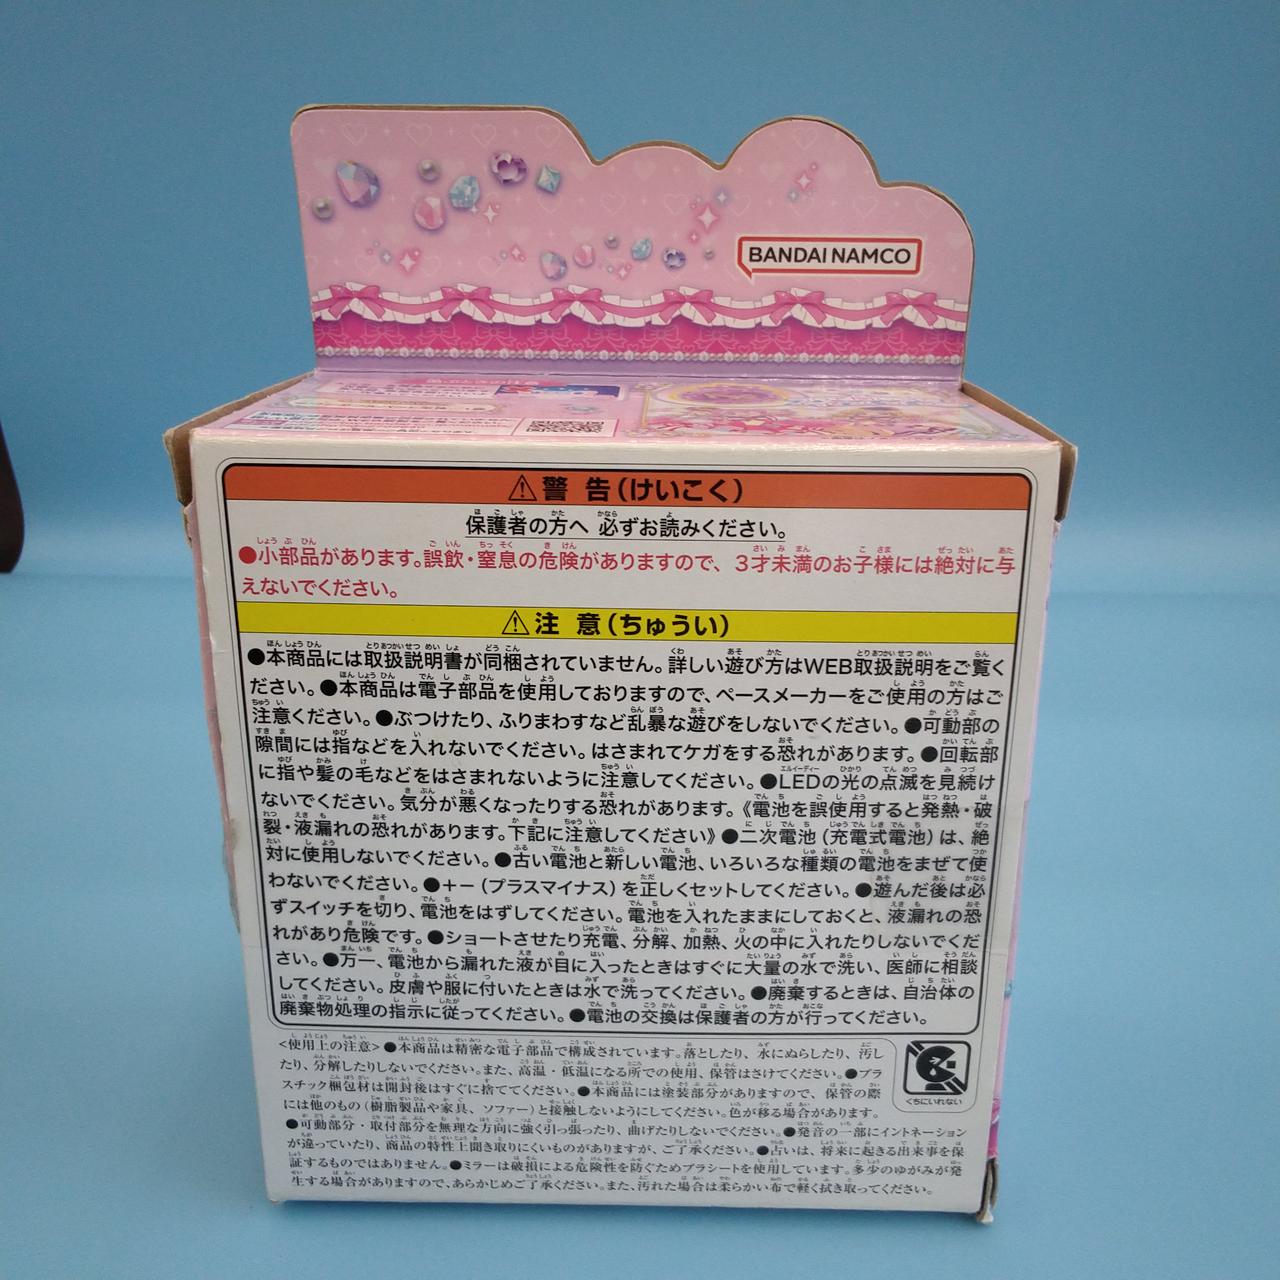 BANDAI NAMCO
⚠警 告(けいこく)
保護者の方へ 必ずお読みください。
●小部品があります。誤飲・窒息の危険がありますので、3才未満のお子様には絶対に与
えないでください。
⚠注 意(ちゅうい)
●本商品には取扱説明書が同梱されていません。詳しい遊び方はWEB取扱説明をご覧く
ださい。●本商品は電子部品を使用しておりますので、ペースメーカーをご使用の方はご
注意ください。●ぶつけたり、ふりまわすなど乱暴な遊びをしないでください。●可動部の
隙間には指などを入れないでください。はさまれてケガをする恐れがあります。●回転部
に指や髪の毛などをはさまれないように注意してください。●LEDの光の点滅を見続け
ないでください。気分が悪くなったりする恐れがあります。《電池を誤使用すると発熱・破
裂・液漏れの恐れがあります。下記に注意してください》●二次電池(充電式電池)は、絶
対に使用しないでください。●古い電池と新しい電池、いろいろな種類の電池をまぜて使
わないでください。●+-(プラスマイナス)を正しくセットしてください。●遊んだ後は必
ずスイッチを切り、電池をはずしてください。電池を入れたままにしておくと、液漏れの恐
れがあり危険です。●ショートさせたり充電、分解、加熱、火の中に入れたりしないでくだ
さい。●万一、電池から漏れた液が目に入ったときはすぐに大量の水で洗い、医師に相談
してください。皮膚や服に付いたときは水で洗ってください。●廃棄するときは、自治体の
廃棄物処理の指示に従ってください。●電池の交換は保護者の方が行ってください。
<使用上の注意>●本商品は精密な電子部品で構成されています。落としたり、水にぬらしたり、汚し
たり、分解したりしないでください。また、高温・低温になる所での使用、保管はさけてください。●プラ
スチック梱包材は開封後はすぐに捨ててください。●本商品には塗装部分がありますので、保管の際
には他のもの(樹脂製品や家具、ソファー)と接触しないようにしてください。色が移る場合があります。
●可動部分・取付部分を無理な方向に強く引っ張ったり、曲げたりしないでください。●発音の一部にイントネーション
が違っていたり、商品の特性上聞き取りにくいものがありますが、ご了承ください。●占いは、将来に起きる出来事を保
証するものではありません。●ミラーは破損による危険性を防ぐためプラシートを使用しています。多少のゆがみが発
生する場合がありますので、あらかじめご了承ください。また、汚れた場合は柔らかい布で軽く拭き取ってください。
くちにいれない